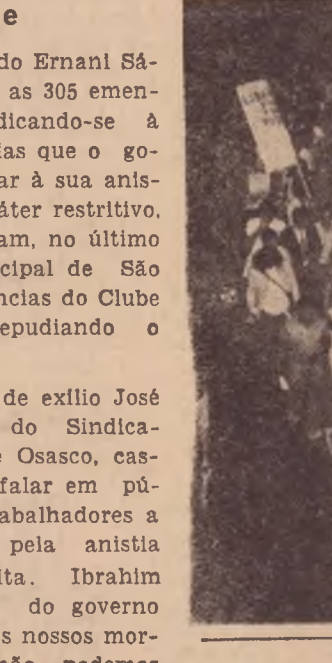 e
do Ernani Sá-
as 305 emen-
dicando-se à
ias que o go-
ar à sua anis-
áter restritivo,
am, no último
cipal de São
ncias do Clube
epudiando o
de exílio José
do Sindica-
e Osasco, cas-
falar em pú-
abalhadores a
pela anistia
ita. Ibrahim
do governo
s nossos mor-